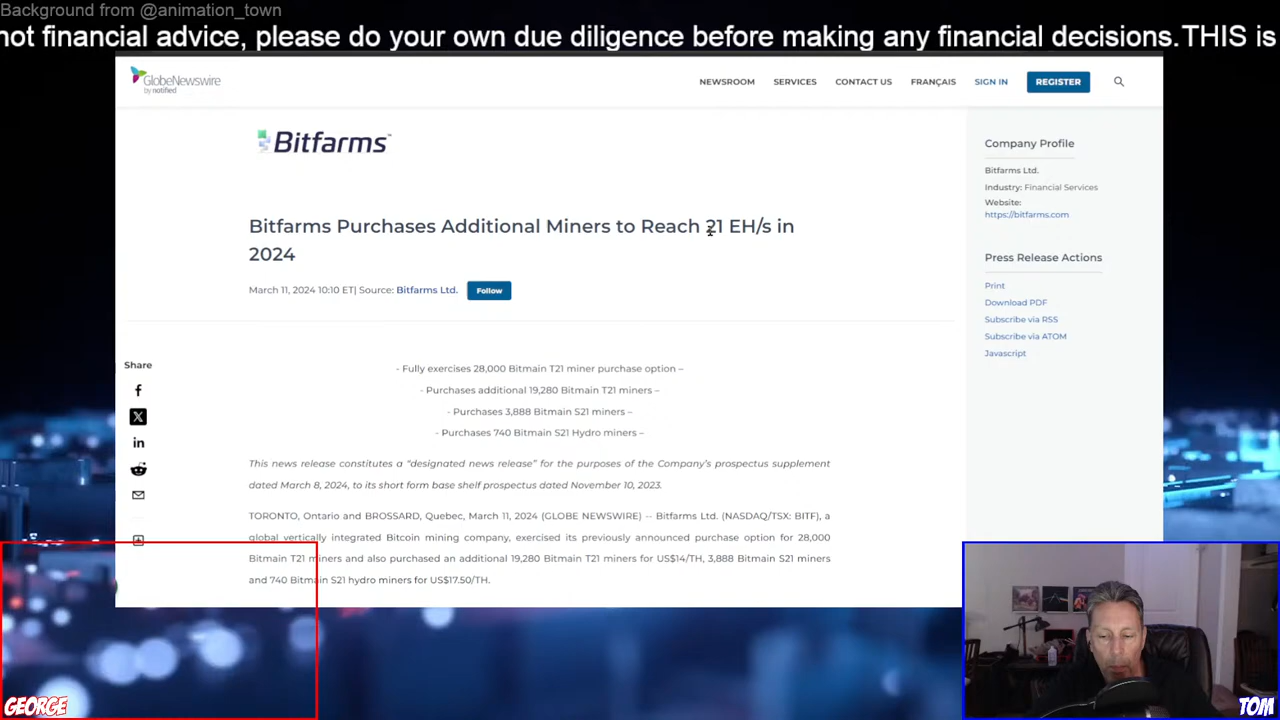 Background from @animation_town
not financial advice, please do your own due diligence before making any financial decisions.THIS is
GlobeNewswire
by notified
NEWSROOM SERVICES CONTACT US FRANÇAIS SIGN IN REGISTER
Bitfarms™
Bitfarms Purchases Additional Miners to Reach 21 EH/s in
2024
March 11, 2024 10:10 ET| Source: Bitfarms Ltd. Follow
Share
- Fully exercises 28,000 Bitmain T21 miner purchase option –
- Purchases additional 19,280 Bitmain T21 miners –
- Purchases 3,888 Bitmain S21 miners –
- Purchases 740 Bitmain S21 Hydro miners –
This news release constitutes a “designated news release” for the purposes of the Company’s prospectus supplement
dated March 8, 2024, to its short form base shelf prospectus dated November 10, 2023.
TORONTO, Ontario and BROSSARD, Quebec, March 11, 2024 (GLOBE NEWSWIRE) -- Bitfarms Ltd. (NASDAQ/TSX: BITF), a
global vertically integrated Bitcoin mining company, exercised its previously announced purchase option for 28,000
Bitmain T21 miners and also purchased an additional 19,280 Bitmain T21 miners for US$14/TH, 3,888 Bitmain S21 miners
and 740 Bitmain S21 hydro miners for US$17.50/TH.
Company Profile
Bitfarms Ltd.
Industry: Financial Services
Website:
https://bitfarms.com
Press Release Actions
Print
Download PDF
Subscribe via RSS
Subscribe via ATOM
Javascript
GEORGE
TOM